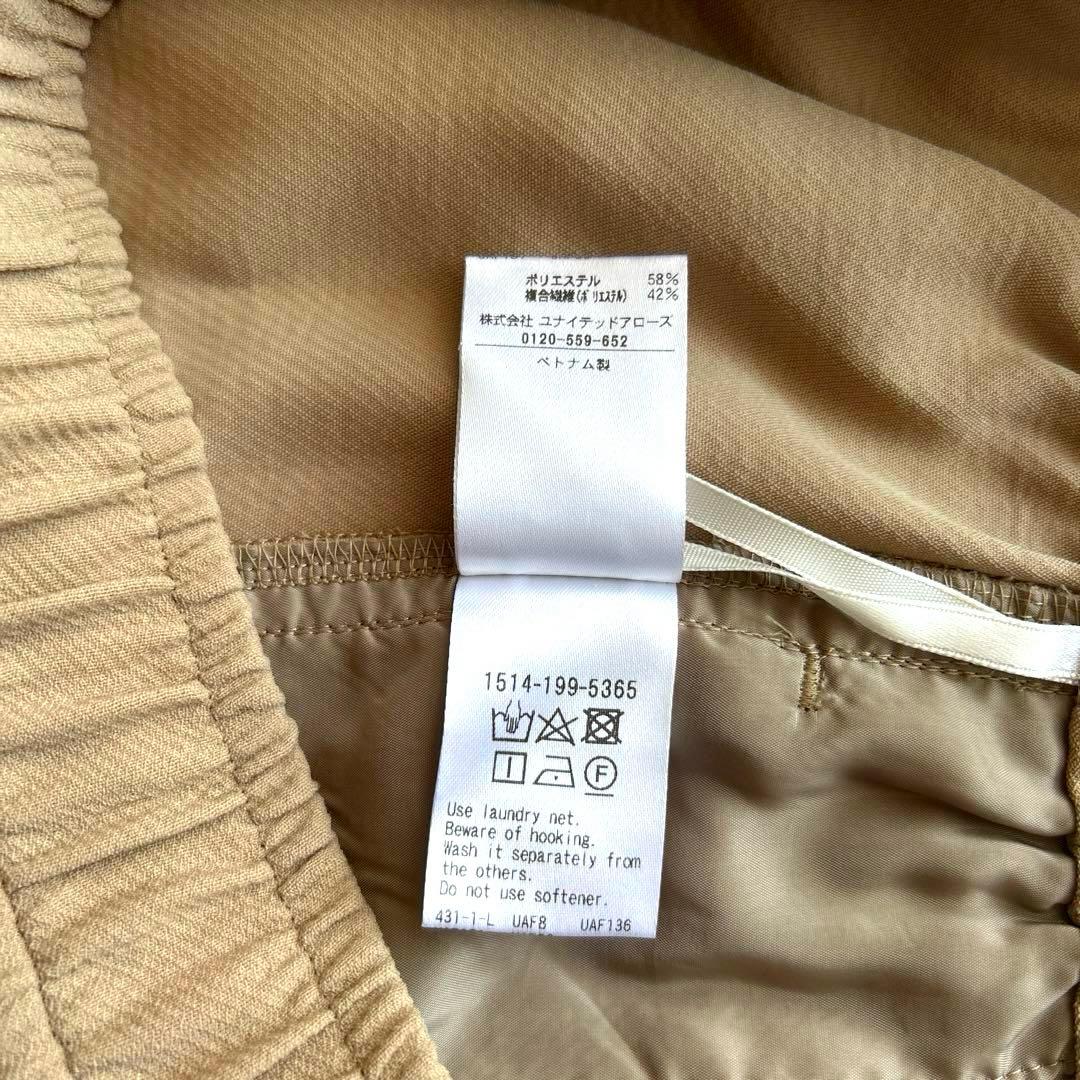 ポリエステル 58%
複合繊維(ポリエステル) 42%
株式会社 ユナイテッドアローズ
0120-559-652
ベトナム製
1514-199-5365
F
Use laundry net.
Beware of hooking.
Wash it separately from
the others.
Do not use softener.
431-1-L UAF8 UAF136